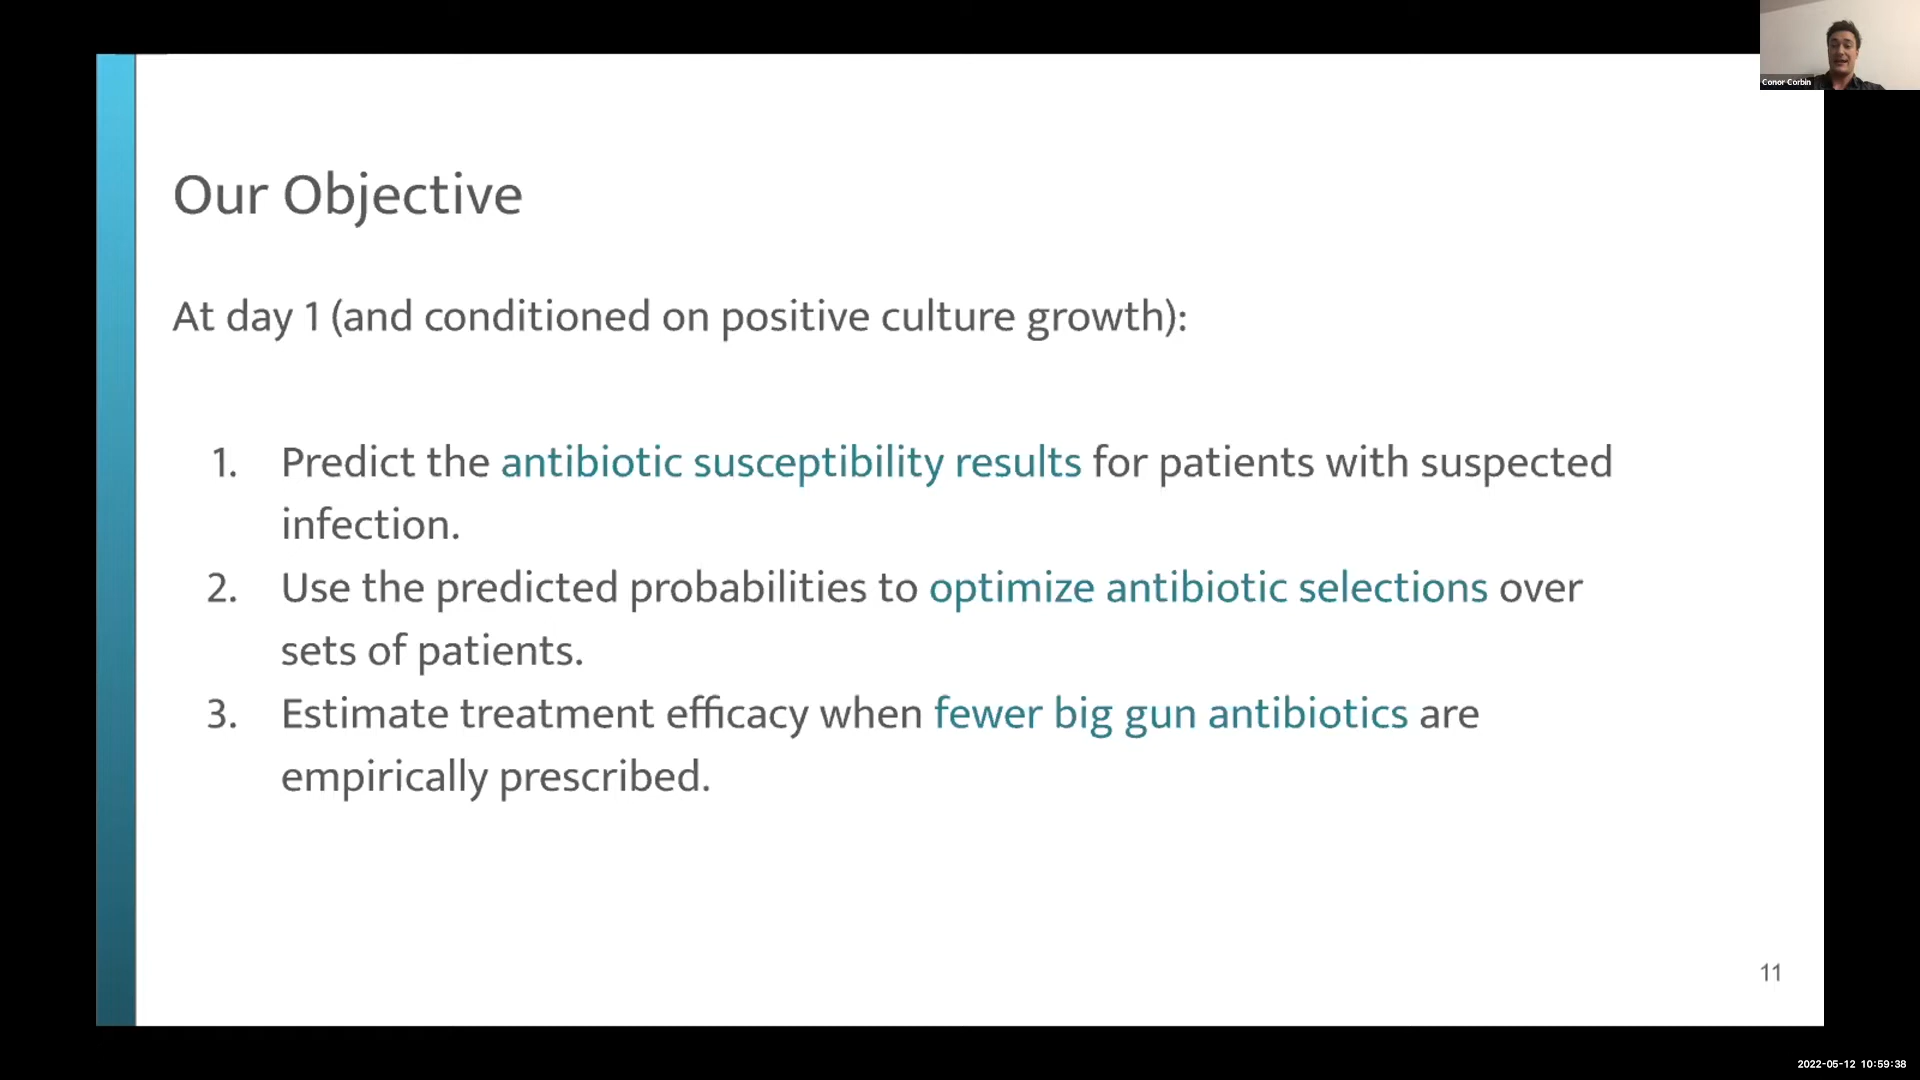 Conor Corbin
Our Objective
At day 1 (and conditioned on positive culture growth):
1. Predict the antibiotic susceptibility results for patients with suspected
infection.
2. Use the predicted probabilities to optimize antibiotic selections over
sets of patients.
3. Estimate treatment efficacy when fewer big gun antibiotics are
empirically prescribed.
11
2022-05-12 10:59:38